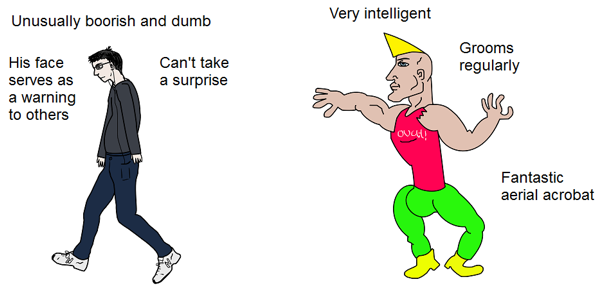 Unusually boorish and dumb
His face
serves as
a warning
to others
Can't take
a surprise
Very intelligent
Grooms
regularly
Fantastic
aerial acrobat